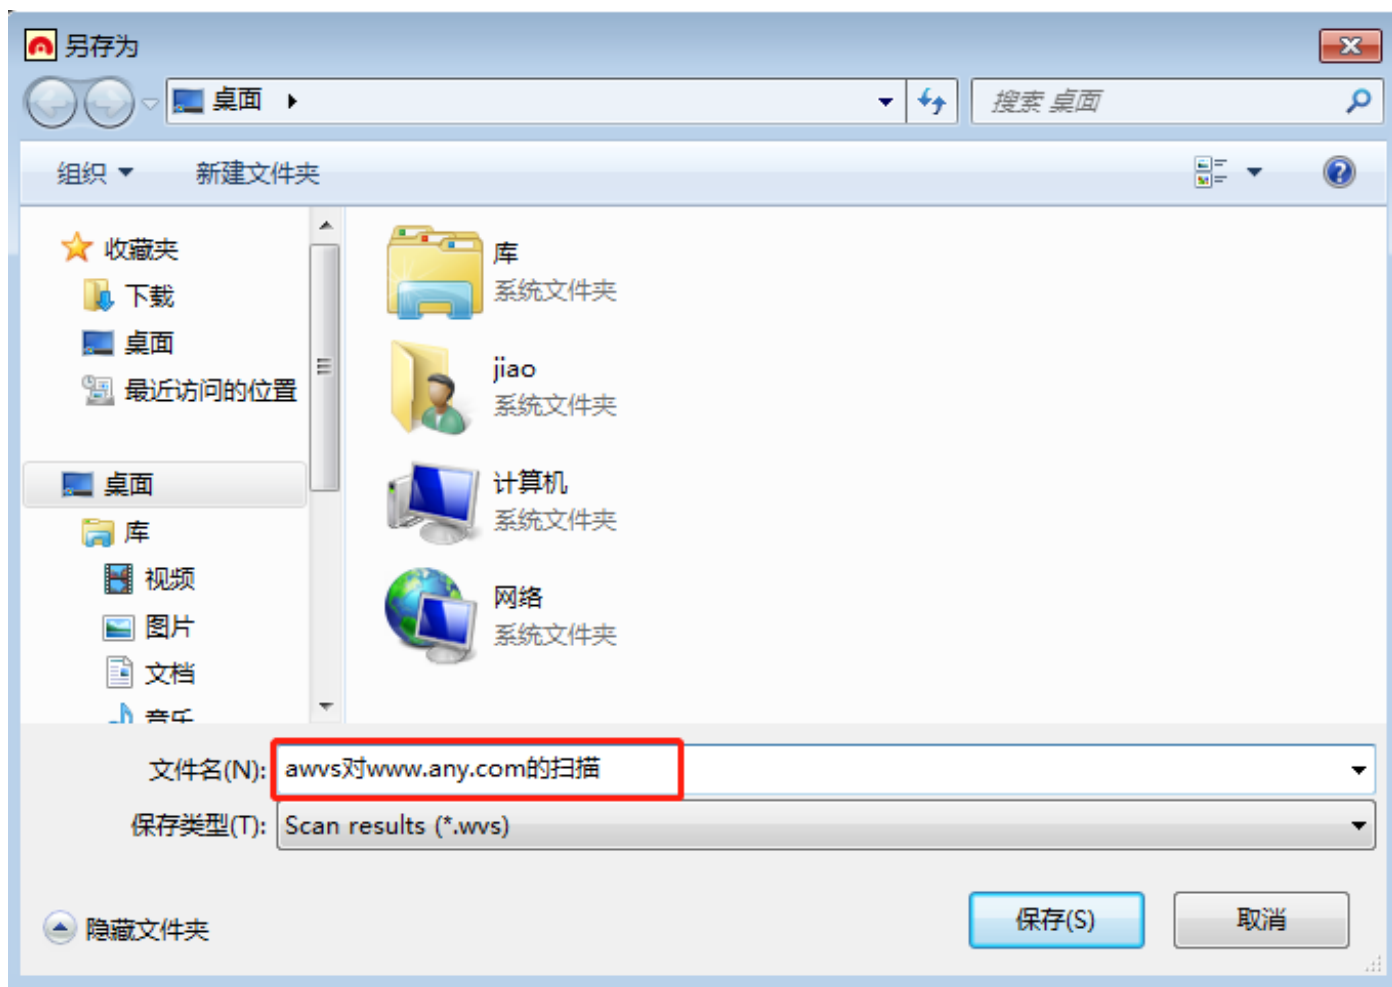 另存为
桌面
搜索 桌面
组织
新建文件夹
收藏夹
下载
桌面
最近访问的位置
桌面
库
视频
图片
文档
音乐
库
系统文件夹
jiao
系统文件夹
计算机
系统文件夹
网络
系统文件夹
文件名(N): awvs对www.any.com的扫描
保存类型(T): Scan results (*.wvs)
隐藏文件夹
保存(S)
取消